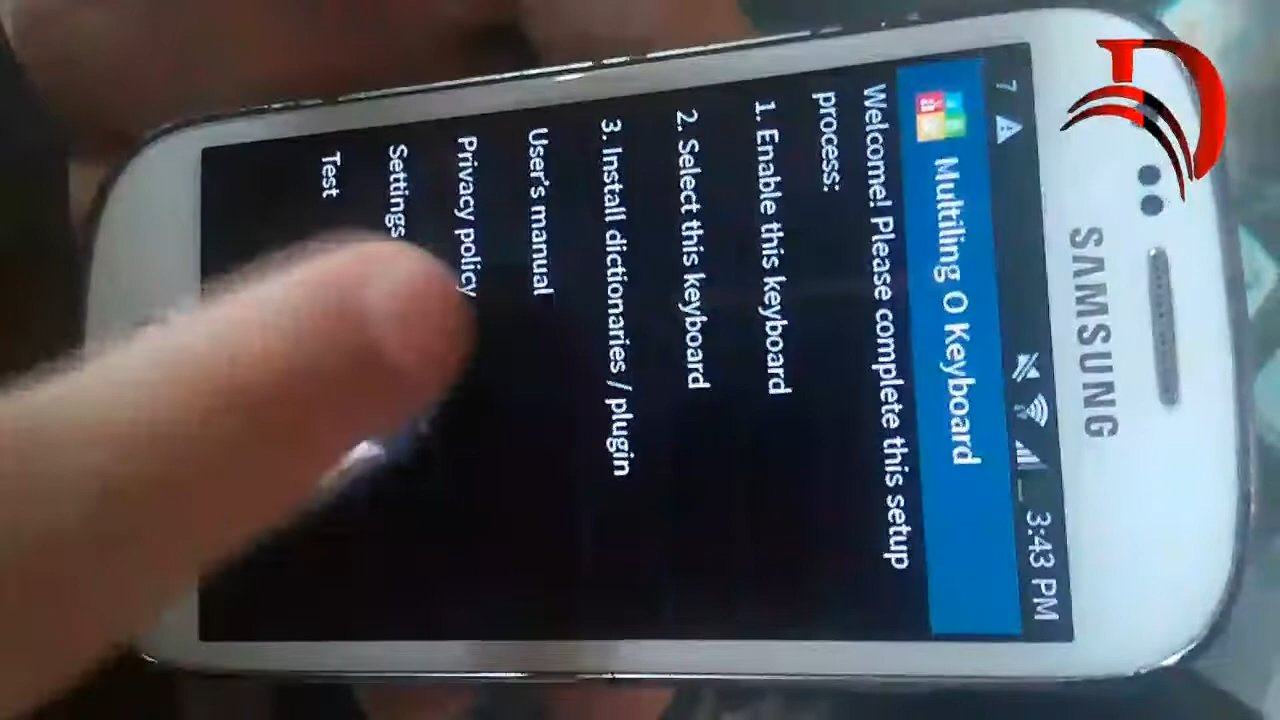 SAMSUNG
7 3:43 PM
Multiling O Keyboard
Welcome! Please complete this setup
process:
1. Enable this keyboard
2. Select this keyboard
3. Install dictionaries / plugin
User's manual
Privacy policy
Settings
Test